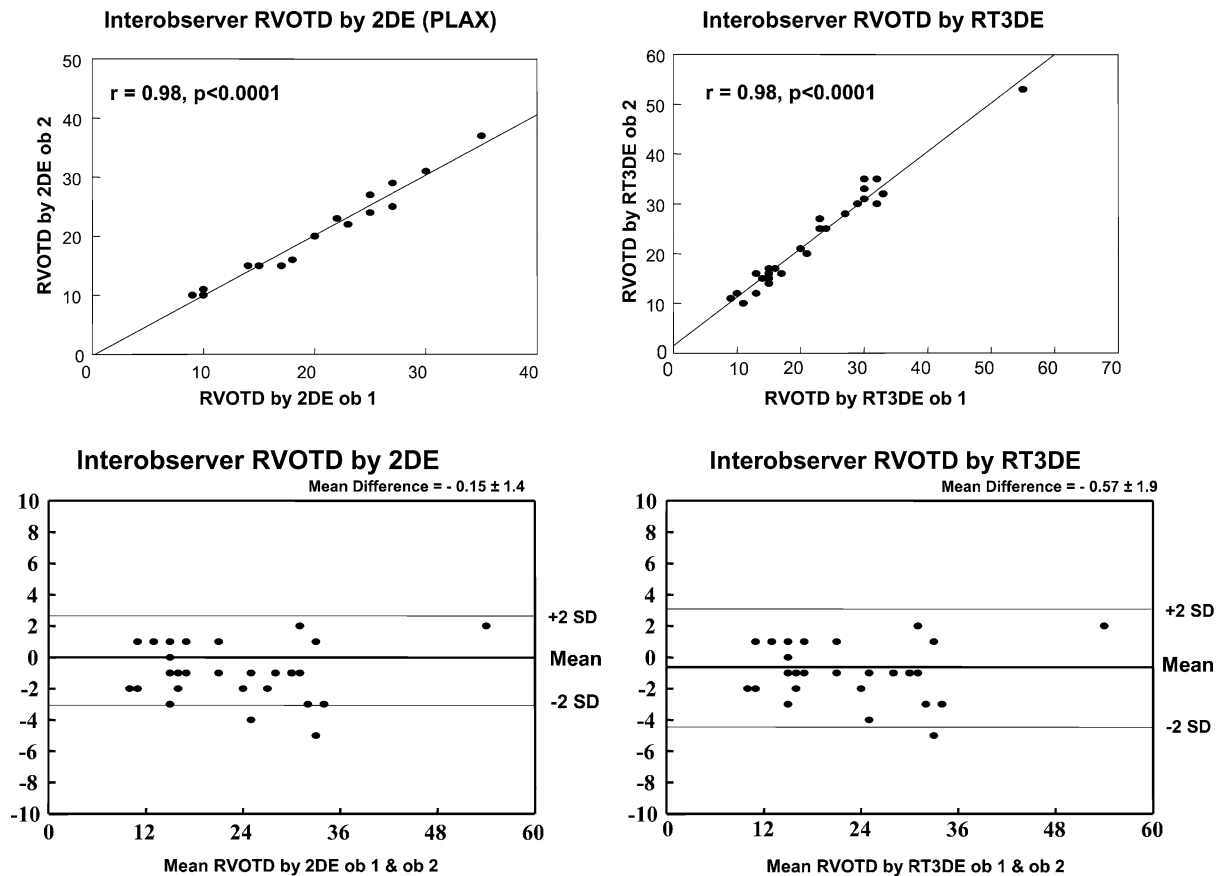 Interobserver RVOTD by 2DE (PLAX)
r = 0.98, p<0.0001
50
40
30
20
10
0
RVOTD by 2DE ob 2
0 10 20 30 40
RVOTD by 2DE ob 1
Interobserver RVOTD by RT3DE
r = 0.98, p<0.0001
60
50
40
30
20
10
0
RVOTD by RT3DE ob 2
0 10 20 30 40 50 60 70
RVOTD by RT3DE ob 1
Interobserver RVOTD by 2DE
Mean Difference = - 0.15 ± 1.4
10
8
6
4
2
0
-2
-4
-6
-8
-10
+2 SD
Mean
-2 SD
0 12 24 36 48 60
Mean RVOTD by 2DE ob 1 & ob 2
Interobserver RVOTD by RT3DE
Mean Difference = - 0.57 ± 1.9
10
8
6
4
2
0
-2
-4
-6
-8
-10
+2 SD
Mean
-2 SD
0 12 24 36 48 60
Mean RVOTD by RT3DE ob 1 & ob 2